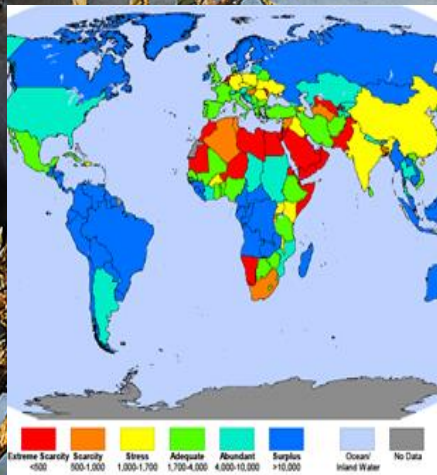 Extreme Scarcity Scarcity Stress Adequate Abundant Surplus Ocean/ No Data
<500 500-1,000 1,000-1,700 1,700-4,000 4,000-10,000 >10,000 Inland Water